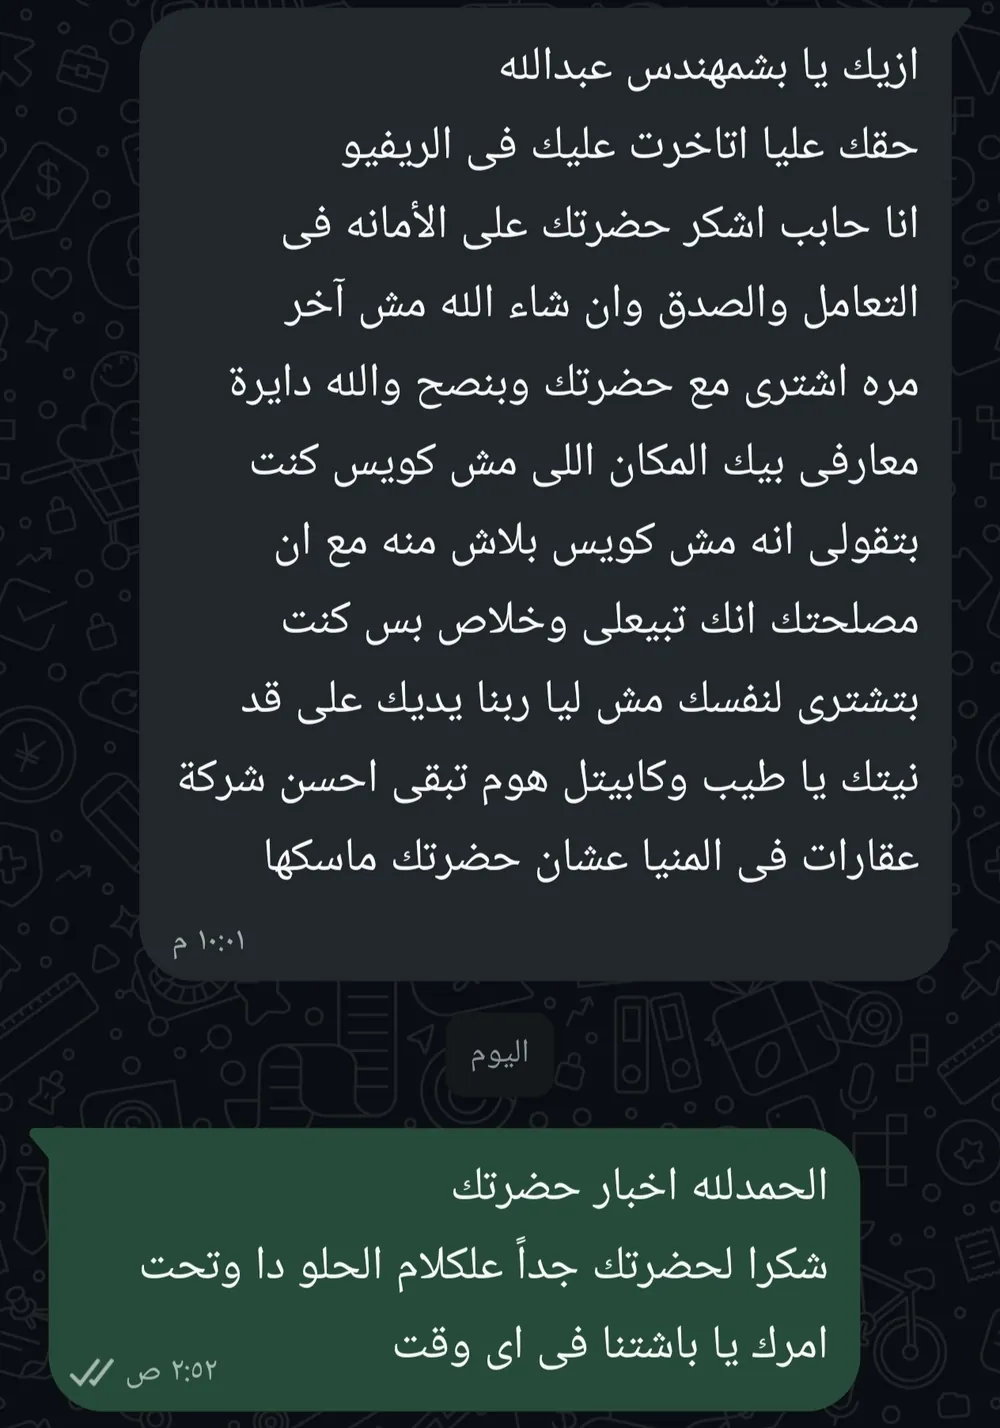 ازيك يا بشمهندس عبدالله
حقك عليا اتاخرت عليك فى الريفيو
انا حابب اشكر حضرتك على الأمانه فى
التعامل والصدق وان شاء الله مش آخر
مره اشترى مع حضرتك وبنصح والله دايرة
معارفى بيك المكان اللى مش كويس كنت
بتقولى انه مش كويس بلاش منه مع ان
مصلحتك انك تبيعلى وخلاص بس كنت
بتشترى لنفسك مش ليا ربنا يديك على قد
نيتك يا طيب وكابيتل هوم تبقى احسن شركة
عقارات فى المنيا عشان حضرتك ماسكها
١٠:٠١ م
اليوم
الحمدلله اخبار حضرتك
شكرا لحضرتك جداً علكلام الحلو دا وتحت
امرك يا باشتنا فى اى وقت
٢:٥٢ ص